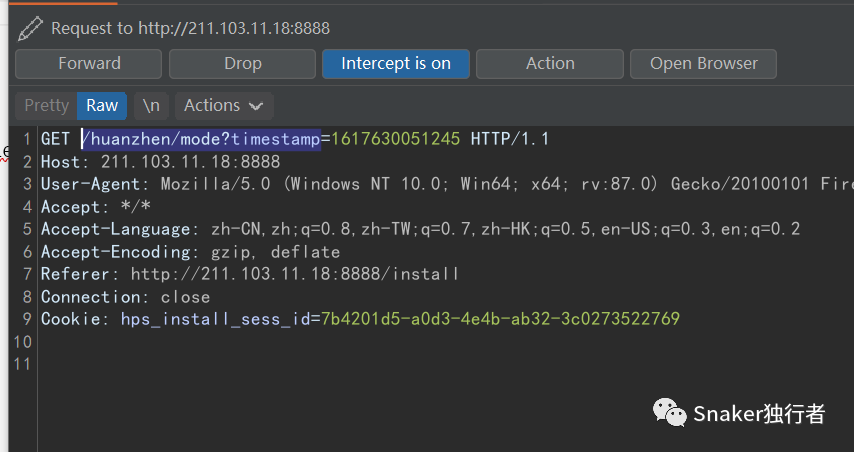 Request to http://211.103.11.18:8888
Forward Drop Intercept is on Action Open Browser
Pretty Raw \n Actions
1 GET /huanzhen/mode?timestamp=1617630051245 HTTP/1.1
2 Host: 211.103.11.18:8888
3 User-Agent: Mozilla/5.0 (Windows NT 10.0; Win64; x64; rv:87.0) Gecko/20100101 Fire
4 Accept: */*
5 Accept-Language: zh-CN,zh;q=0.8,zh-TW;q=0.7,zh-HK;q=0.5,en-US;q=0.3,en;q=0.2
6 Accept-Encoding: gzip, deflate
7 Referer: http://211.103.11.18:8888/install
8 Connection: close
9 Cookie: hps_install_sess_id=7b4201d5-a0d3-4e4b-ab32-3c0273522769
10
11
Snaker独行者